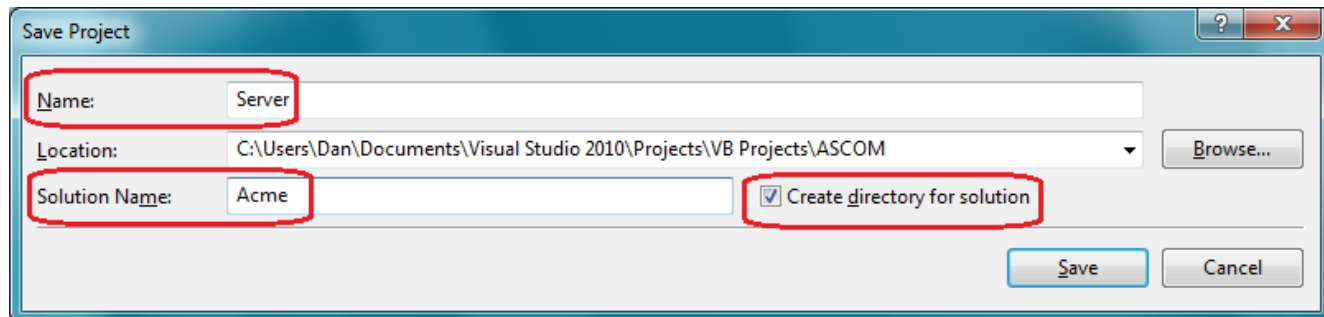 Save Project
?
X
Name: Server
Location: C:\Users\Dan\Documents\Visual Studio 2010\Projects\VB Projects\ASCOM Browse...
Solution Name: Acme Create directory for solution
Save Cancel